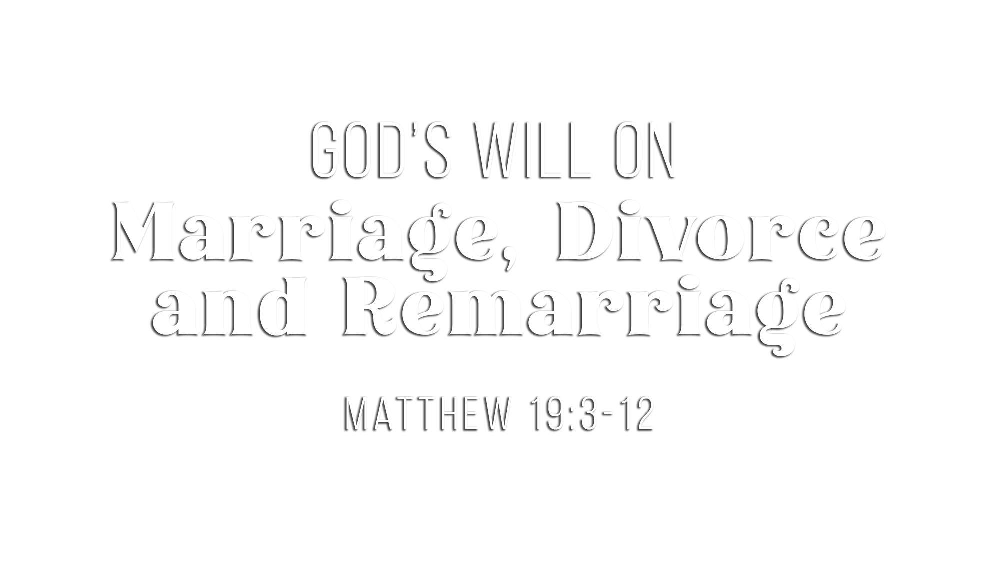 GOD'S WILL ON
Marriage, Divorce
and Remarriage
MATTHEW 19:3-12